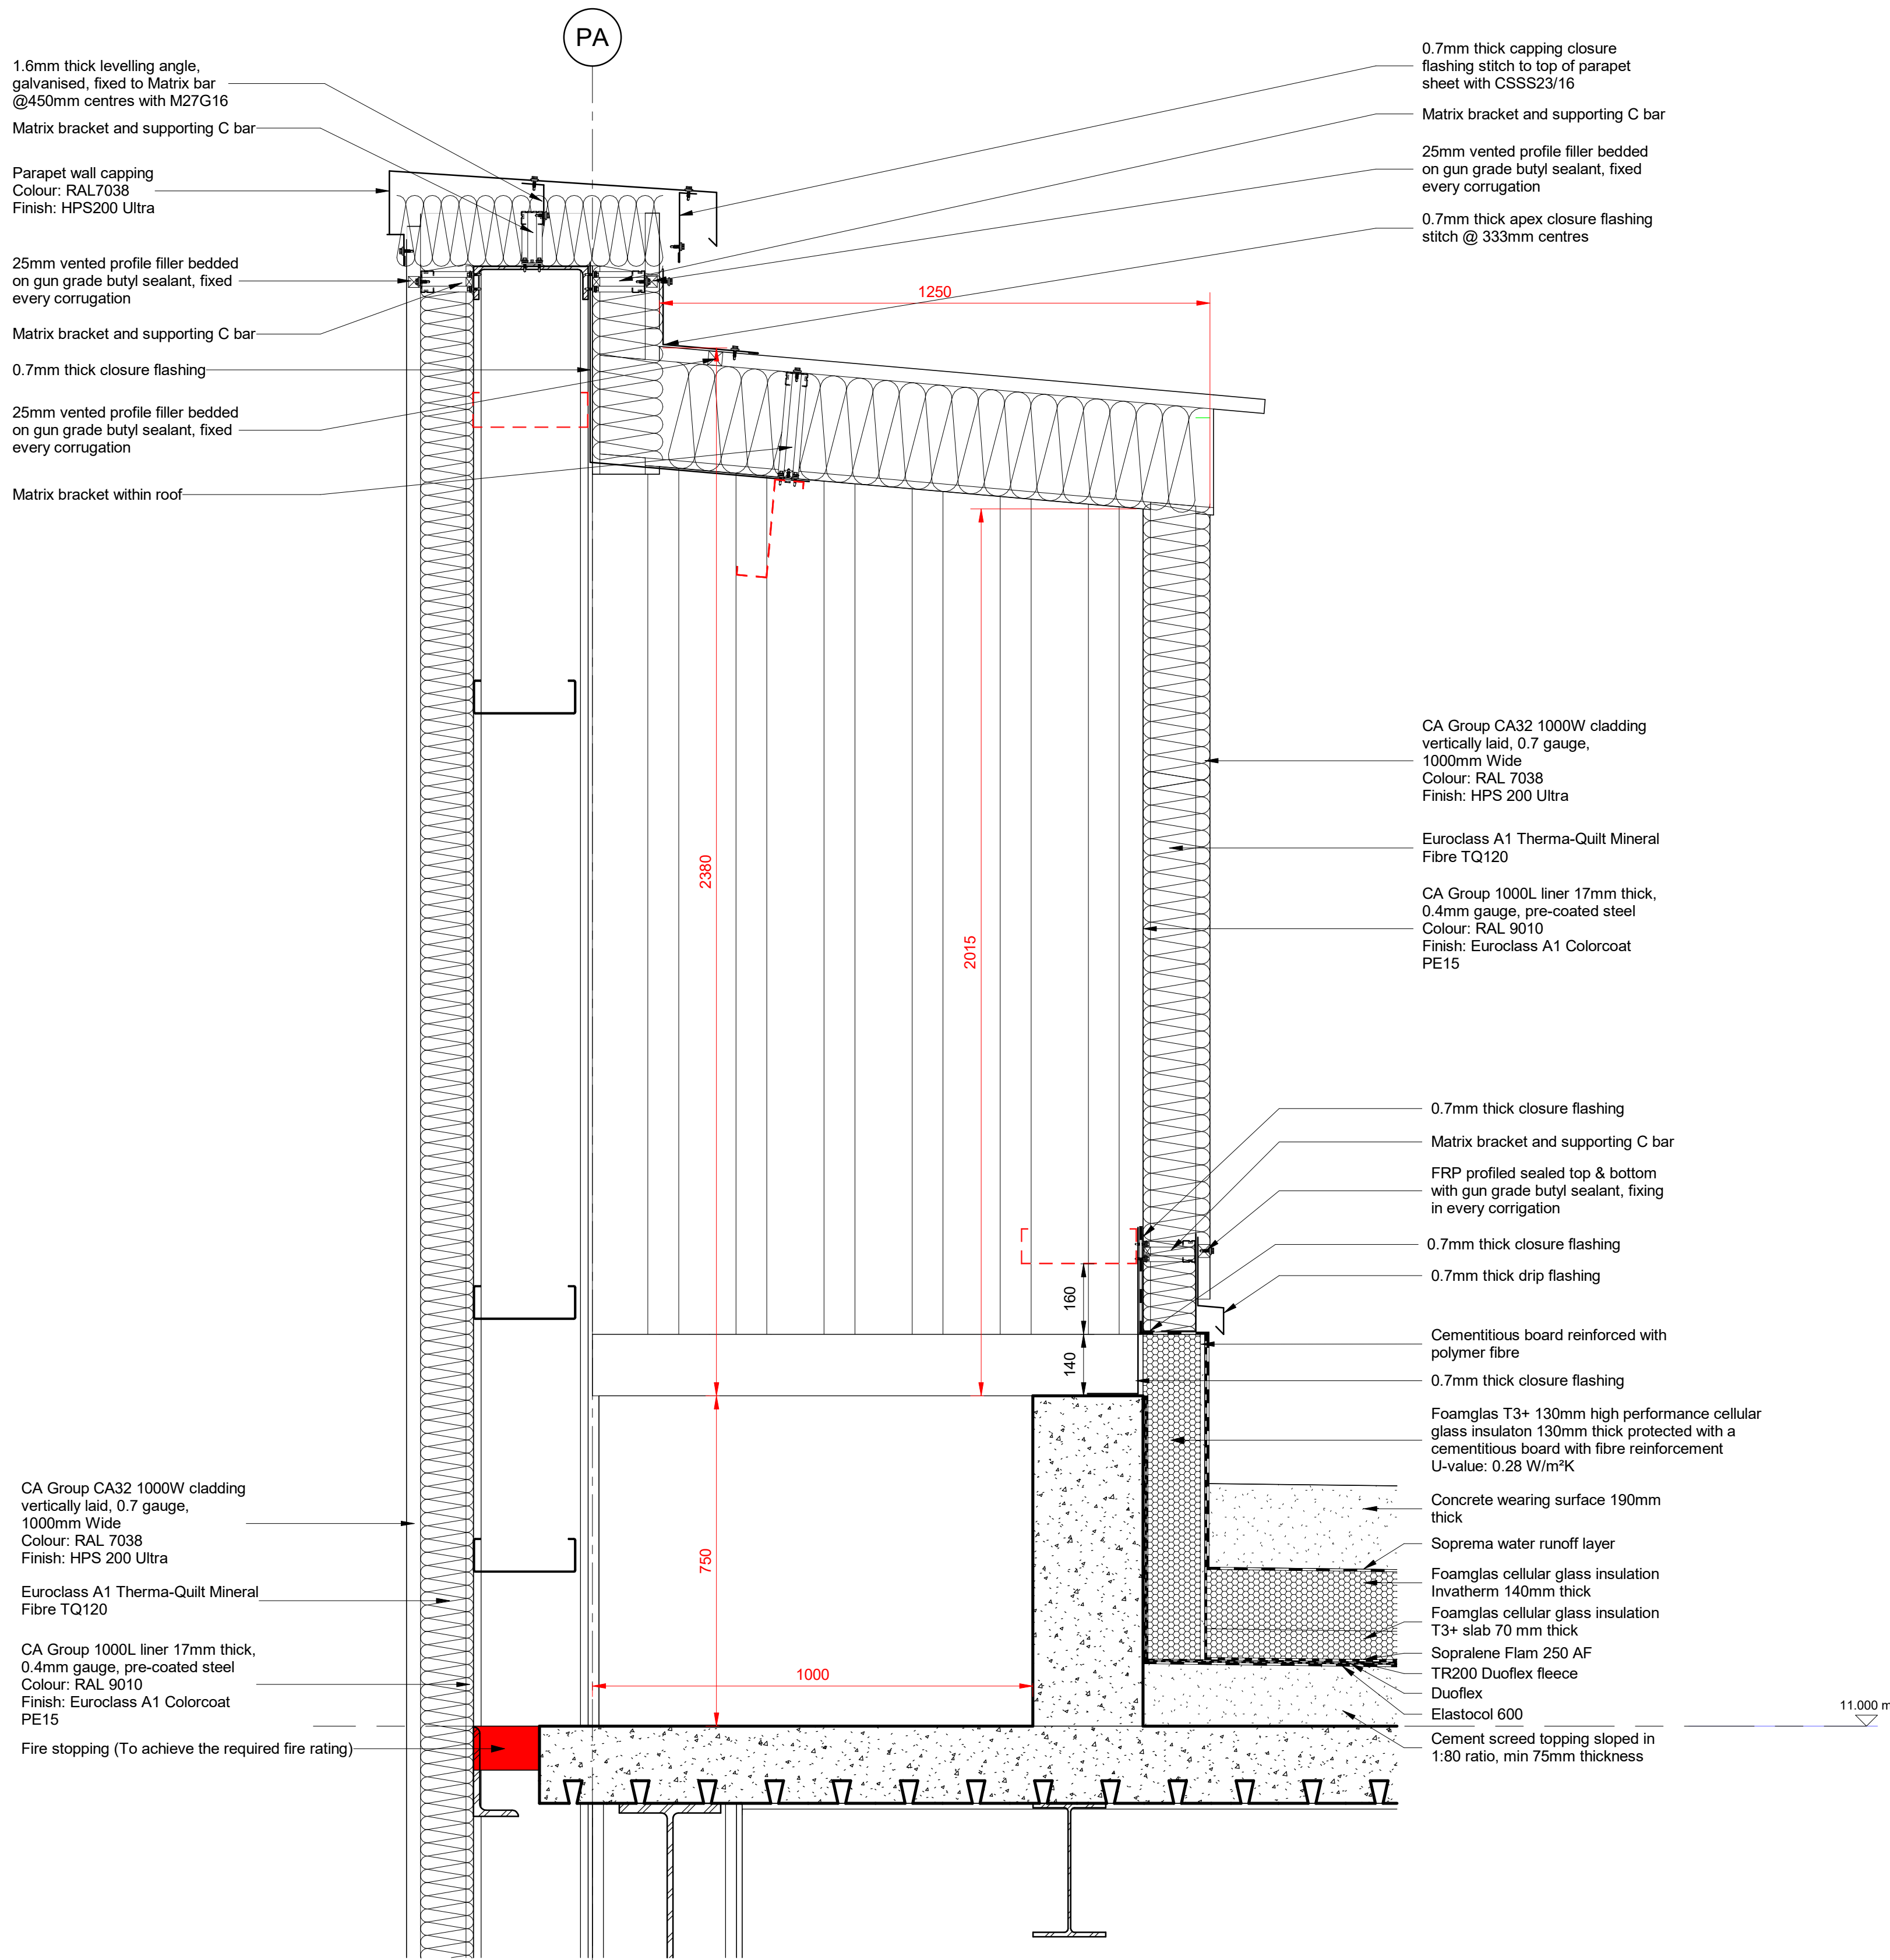 PA
1.6mm thick levelling angle,
galvanised, fixed to Matrix bar
@450mm centres with M27G16
Matrix bracket and supporting C bar
Parapet wall capping
Colour: RAL7038
Finish: HPS200 Ultra
25mm vented profile filler bedded
on gun grade butyl sealant, fixed
every corrugation
Matrix bracket and supporting C bar
0.7mm thick closure flashing
25mm vented profile filler bedded
on gun grade butyl sealant, fixed
every corrugation
Matrix bracket within roof
0.7mm thick capping closure
flashing stitch to top of parapet
sheet with CSSS23/16
Matrix bracket and supporting C bar
25mm vented profile filler bedded
on gun grade butyl sealant, fixed
every corrugation
0.7mm thick apex closure flashing
stitch @ 333mm centres
1250
2380
2015
160
140
750
1000
CA Group CA32 1000W cladding
vertically laid, 0.7 gauge,
1000mm Wide
Colour: RAL 7038
Finish: HPS 200 Ultra
Euroclass A1 Therma-Quilt Mineral
Fibre TQ120
CA Group 1000L liner 17mm thick,
0.4mm gauge, pre-coated steel
Colour: RAL 9010
Finish: Euroclass A1 Colorcoat
PE15
0.7mm thick closure flashing
Matrix bracket and supporting C bar
FRP profiled sealed top & bottom
with gun grade butyl sealant, fixing
in every corrigation
0.7mm thick closure flashing
0.7mm thick drip flashing
Cementitious board reinforced with
polymer fibre
0.7mm thick closure flashing
Foamglas T3+ 130mm high performance cellular
glass insulaton 130mm thick protected with a
cementitious board with fibre reinforcement
U-value: 0.28 W/m²K
Concrete wearing surface 190mm
thick
Soprema water runoff layer
Foamglas cellular glass insulation
Invatherm 140mm thick
Foamglas cellular glass insulation
T3+ slab 70 mm thick
Sopralene Flam 250 AF
TR200 Duoflex fleece
Duoflex
Elastocol 600
Cement screed topping sloped in
1:80 ratio, min 75mm thickness
11.000 m
CA Group CA32 1000W cladding
vertically laid, 0.7 gauge,
1000mm Wide
Colour: RAL 7038
Finish: HPS 200 Ultra
Euroclass A1 Therma-Quilt Mineral
Fibre TQ120
CA Group 1000L liner 17mm thick,
0.4mm gauge, pre-coated steel
Colour: RAL 9010
Finish: Euroclass A1 Colorcoat
PE15
Fire stopping (To achieve the required fire rating)